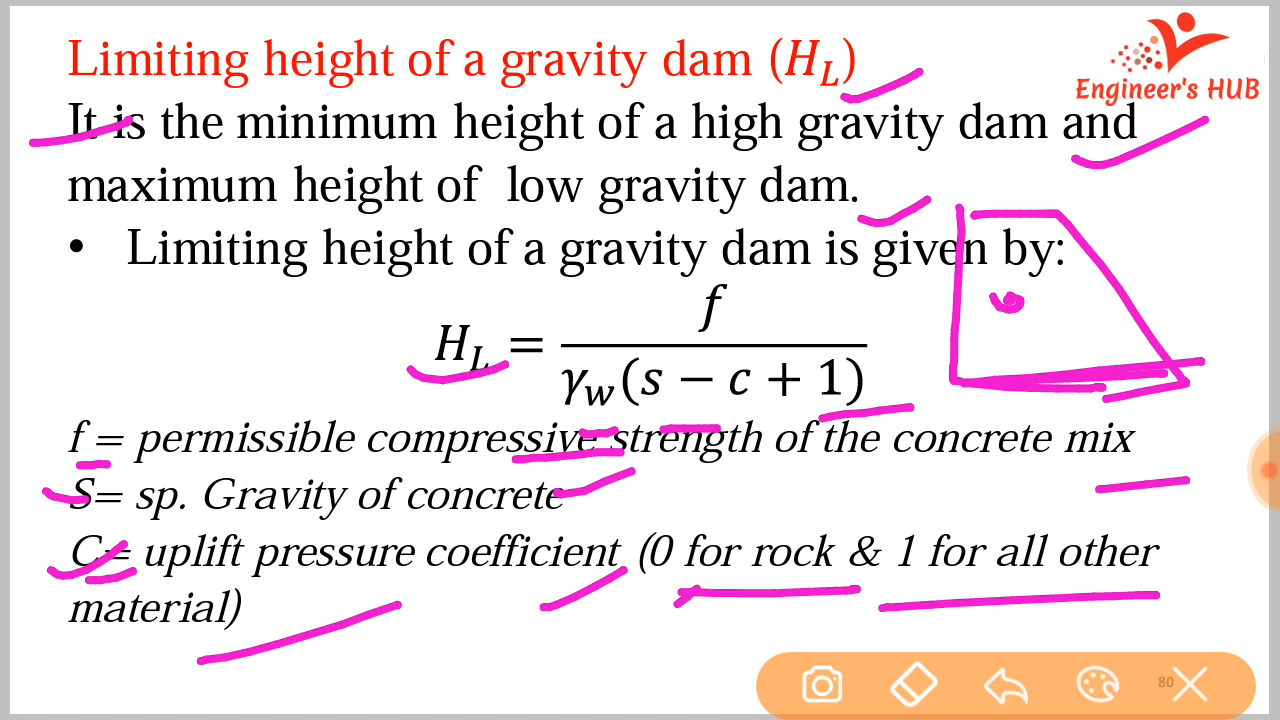 Limiting height of a gravity dam (H_L)
Engineer's HUB
It is the minimum height of a high gravity dam and
maximum height of low gravity dam.
• Limiting height of a gravity dam is given by:
H_L = f / γ_w(s − c + 1)
f = permissible compressive strength of the concrete mix
S= sp. Gravity of concrete
C= uplift pressure coefficient (0 for rock & 1 for all other
material)
80